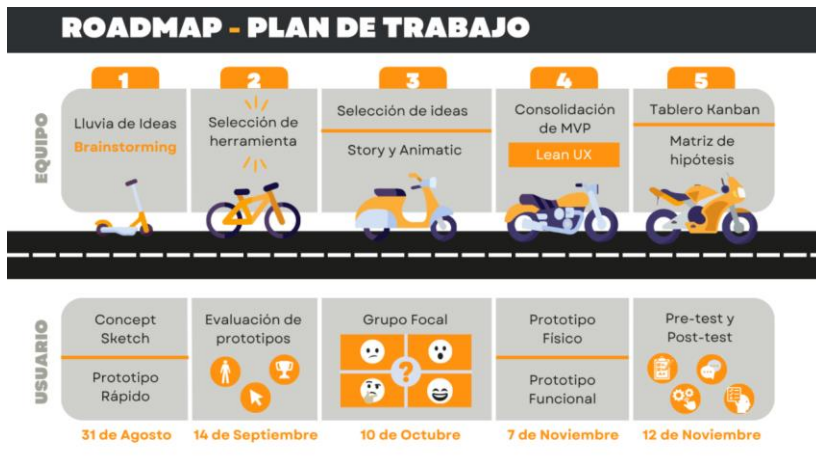 ROADMAP - PLAN DE TRABAJO
1
2
3
4
5
EQUIPO
Lluvia de Ideas
Brainstorming
Selección de
herramienta
Selección de ideas
Story y Animatic
Consolidación
de MVP
Lean UX
Tablero Kanban
Matriz de
hipótesis
USUARIO
Concept
Sketch
Prototipo
Rápido
Evaluación de
prototipos
Grupo Focal
?
Prototipo
Físico
Prototipo
Funcional
Pre-test y
Post-test
31 de Agosto
14 de Septiembre
10 de Octubre
7 de Noviembre
12 de Noviembre